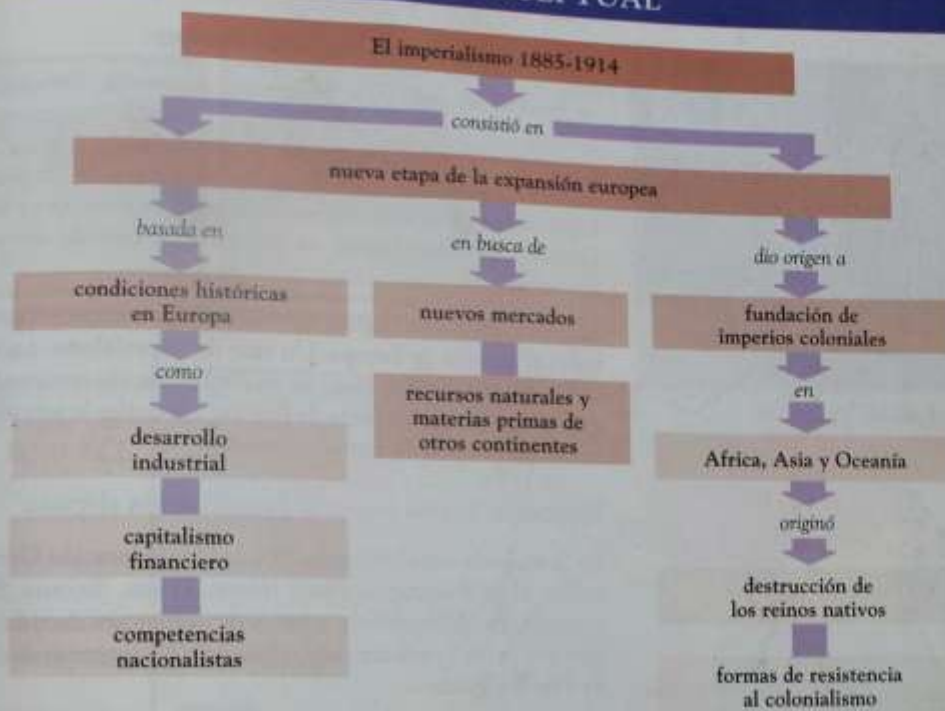 El imperialismo 1885-1914
consistió en
nueva etapa de la expansión europea
basada en
condiciones históricas
en Europa
como
desarrollo
industrial
capitalismo
financiero
competencias
nacionalistas
en busca de
nuevos mercados
recursos naturales y
materias primas de
otros continentes
dio origen a
fundación de
imperios coloniales
en
Africa, Asia y Oceanía
originó
destrucción de
los reinos nativos
formas de resistencia
al colonialismo